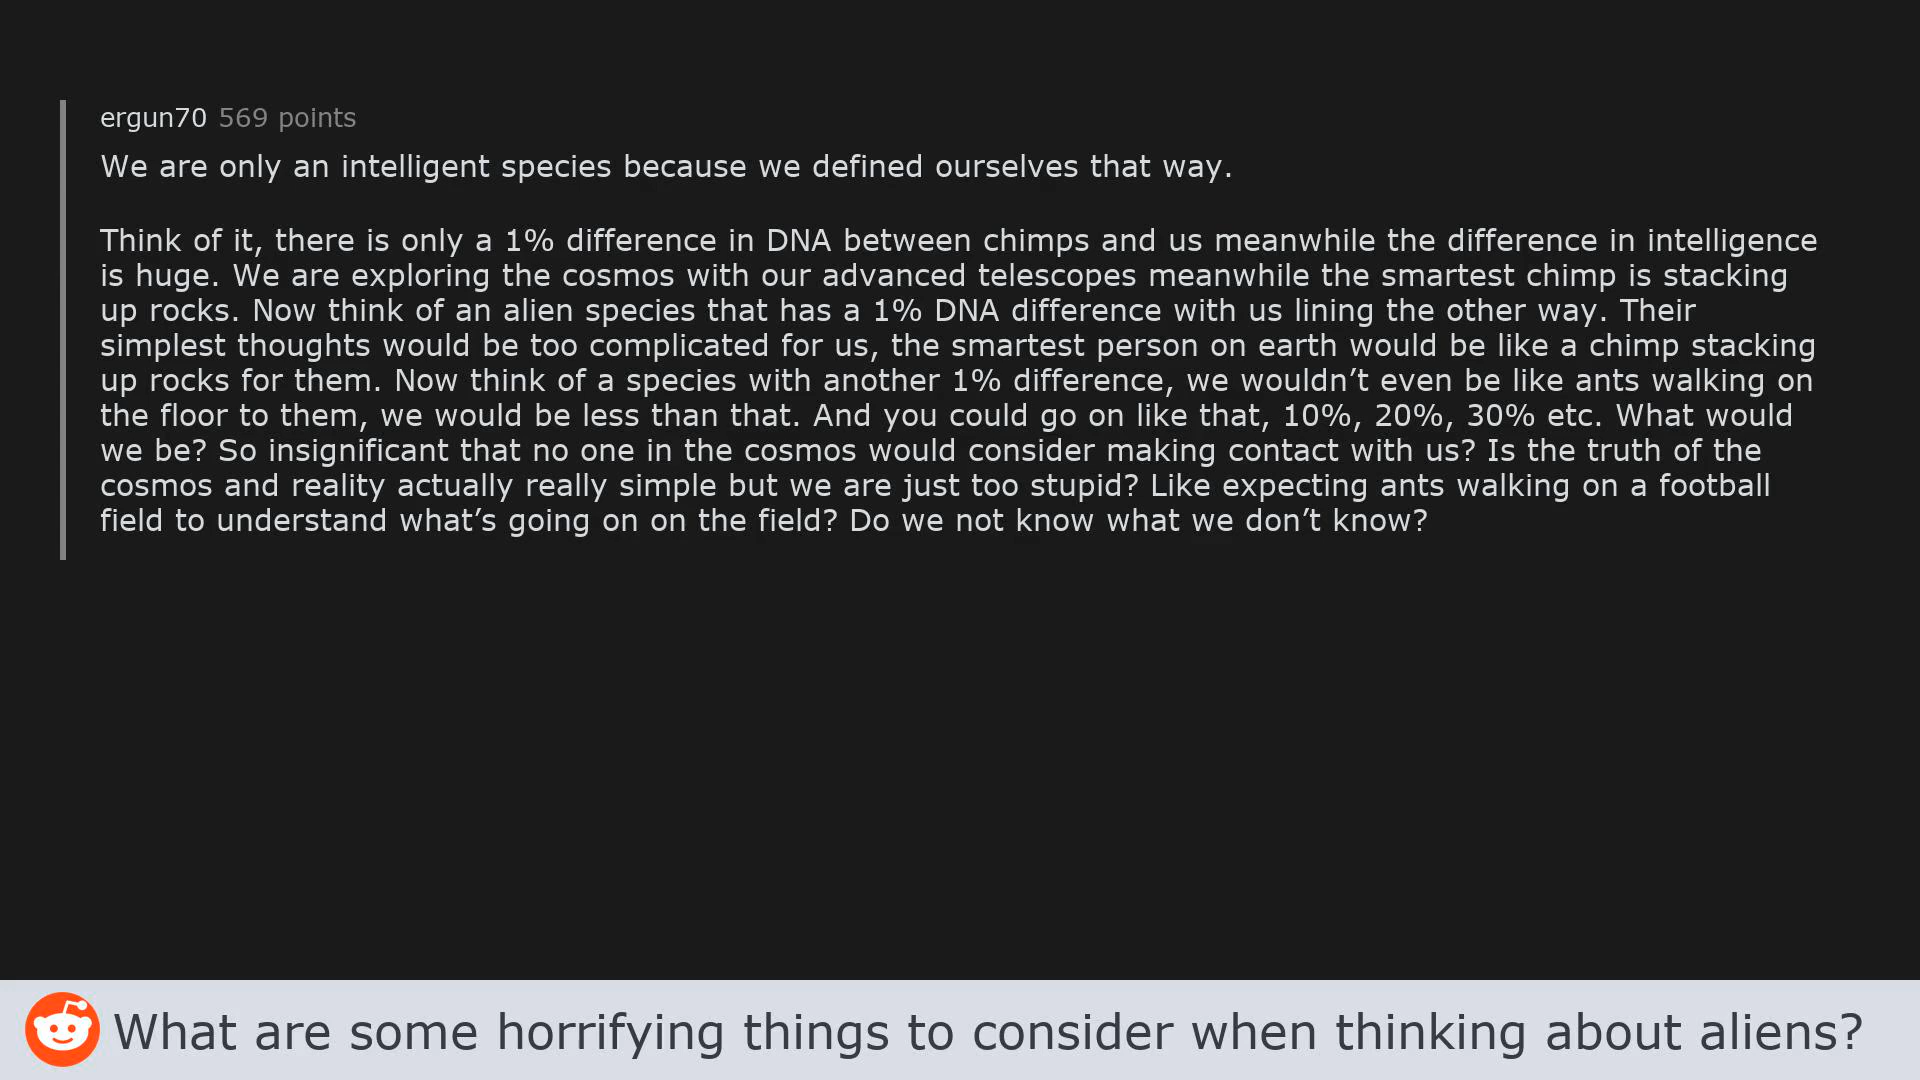 ergun70 569 points
We are only an intelligent species because we defined ourselves that way.
Think of it, there is only a 1% difference in DNA between chimps and us meanwhile the difference in intelligence
is huge. We are exploring the cosmos with our advanced telescopes meanwhile the smartest chimp is stacking
up rocks. Now think of an alien species that has a 1% DNA difference with us lining the other way. Their
simplest thoughts would be too complicated for us, the smartest person on earth would be like a chimp stacking
up rocks for them. Now think of a species with another 1% difference, we wouldn’t even be like ants walking on
the floor to them, we would be less than that. And you could go on like that, 10%, 20%, 30% etc. What would
we be? So insignificant that no one in the cosmos would consider making contact with us? Is the truth of the
cosmos and reality actually really simple but we are just too stupid? Like expecting ants walking on a football
field to understand what’s going on on the field? Do we not know what we don’t know?
What are some horrifying things to consider when thinking about aliens?